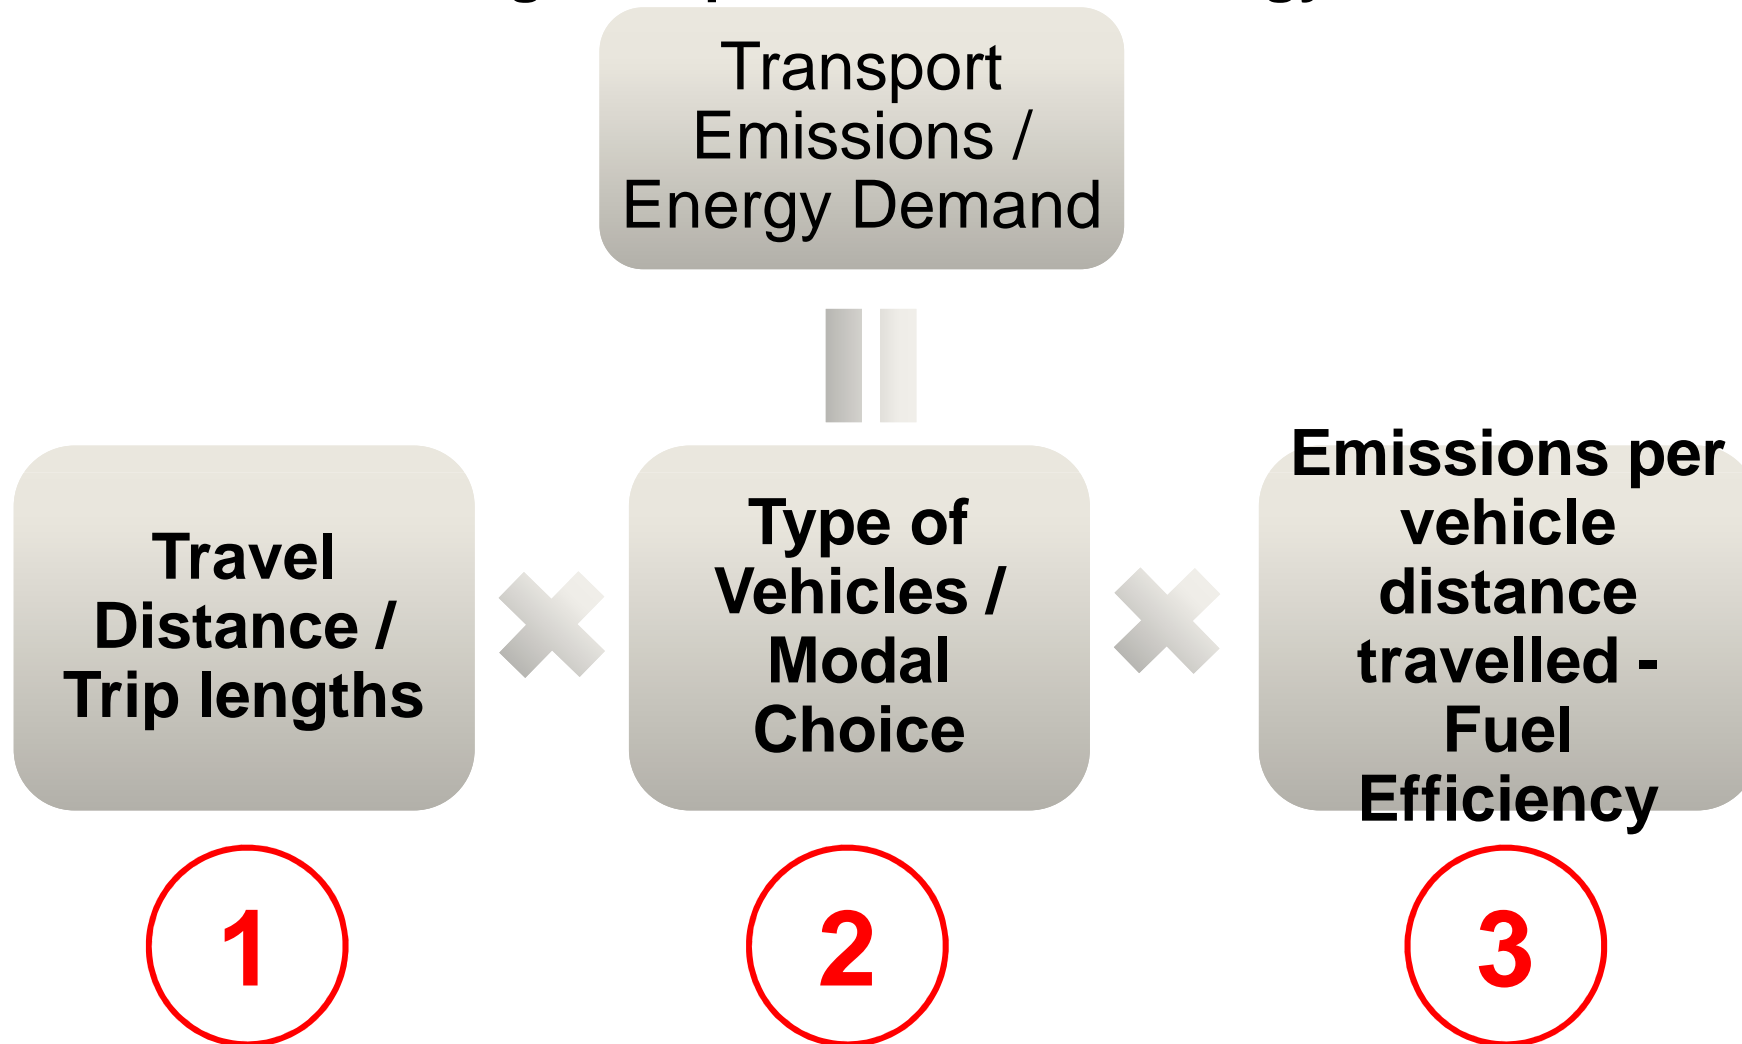 Transport
Emissions /
Energy Demand
Travel
Distance /
Trip lengths
Type of
Vehicles /
Modal
Choice
Emissions per
vehicle
distance
travelled -
Fuel
Efficiency
1
2
3